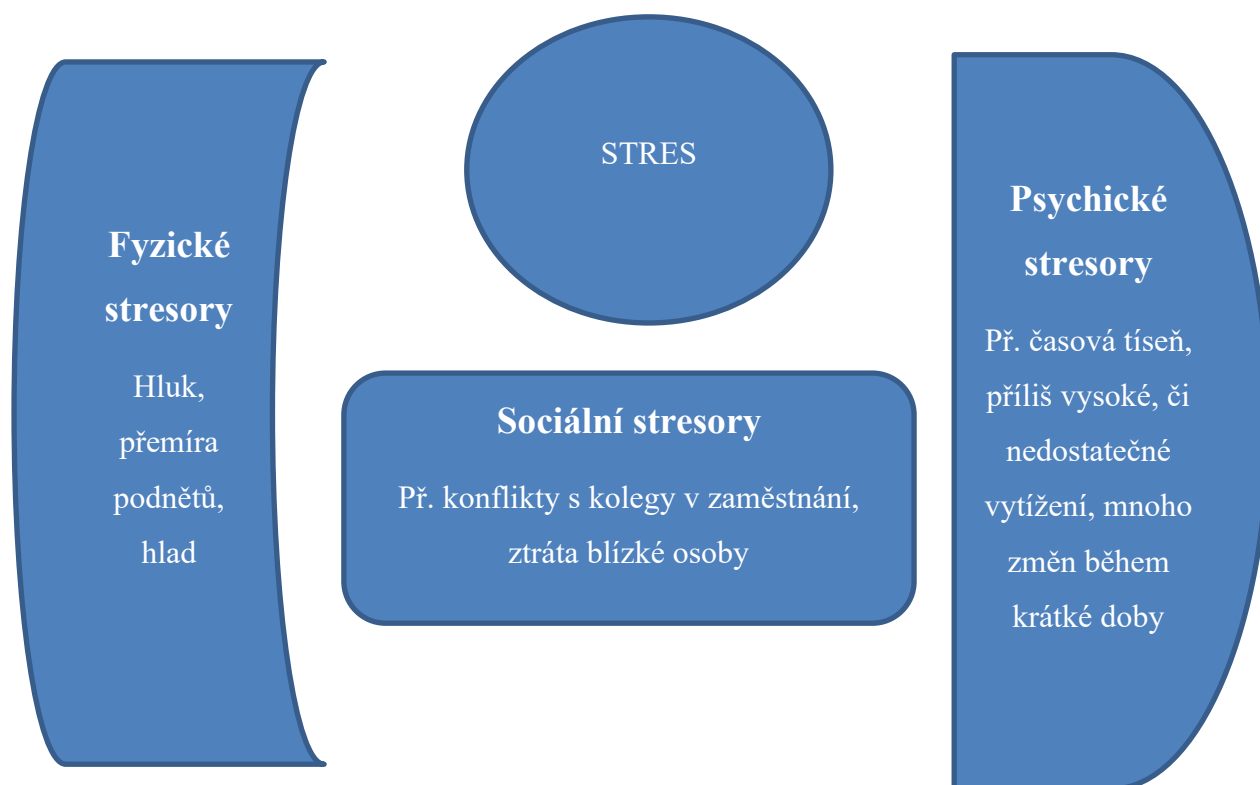 STRES
Fyzické
stresory
Hluk,
přemíra
podnětů,
hlad
Sociální stresory
Př. konflikty s kolegy v zaměstnání,
ztráta blízké osoby
Psychické
stresory
Př. časová tíseň,
příliš vysoké, či
nedostatečné
vytížení, mnoho
změn během
krátké doby